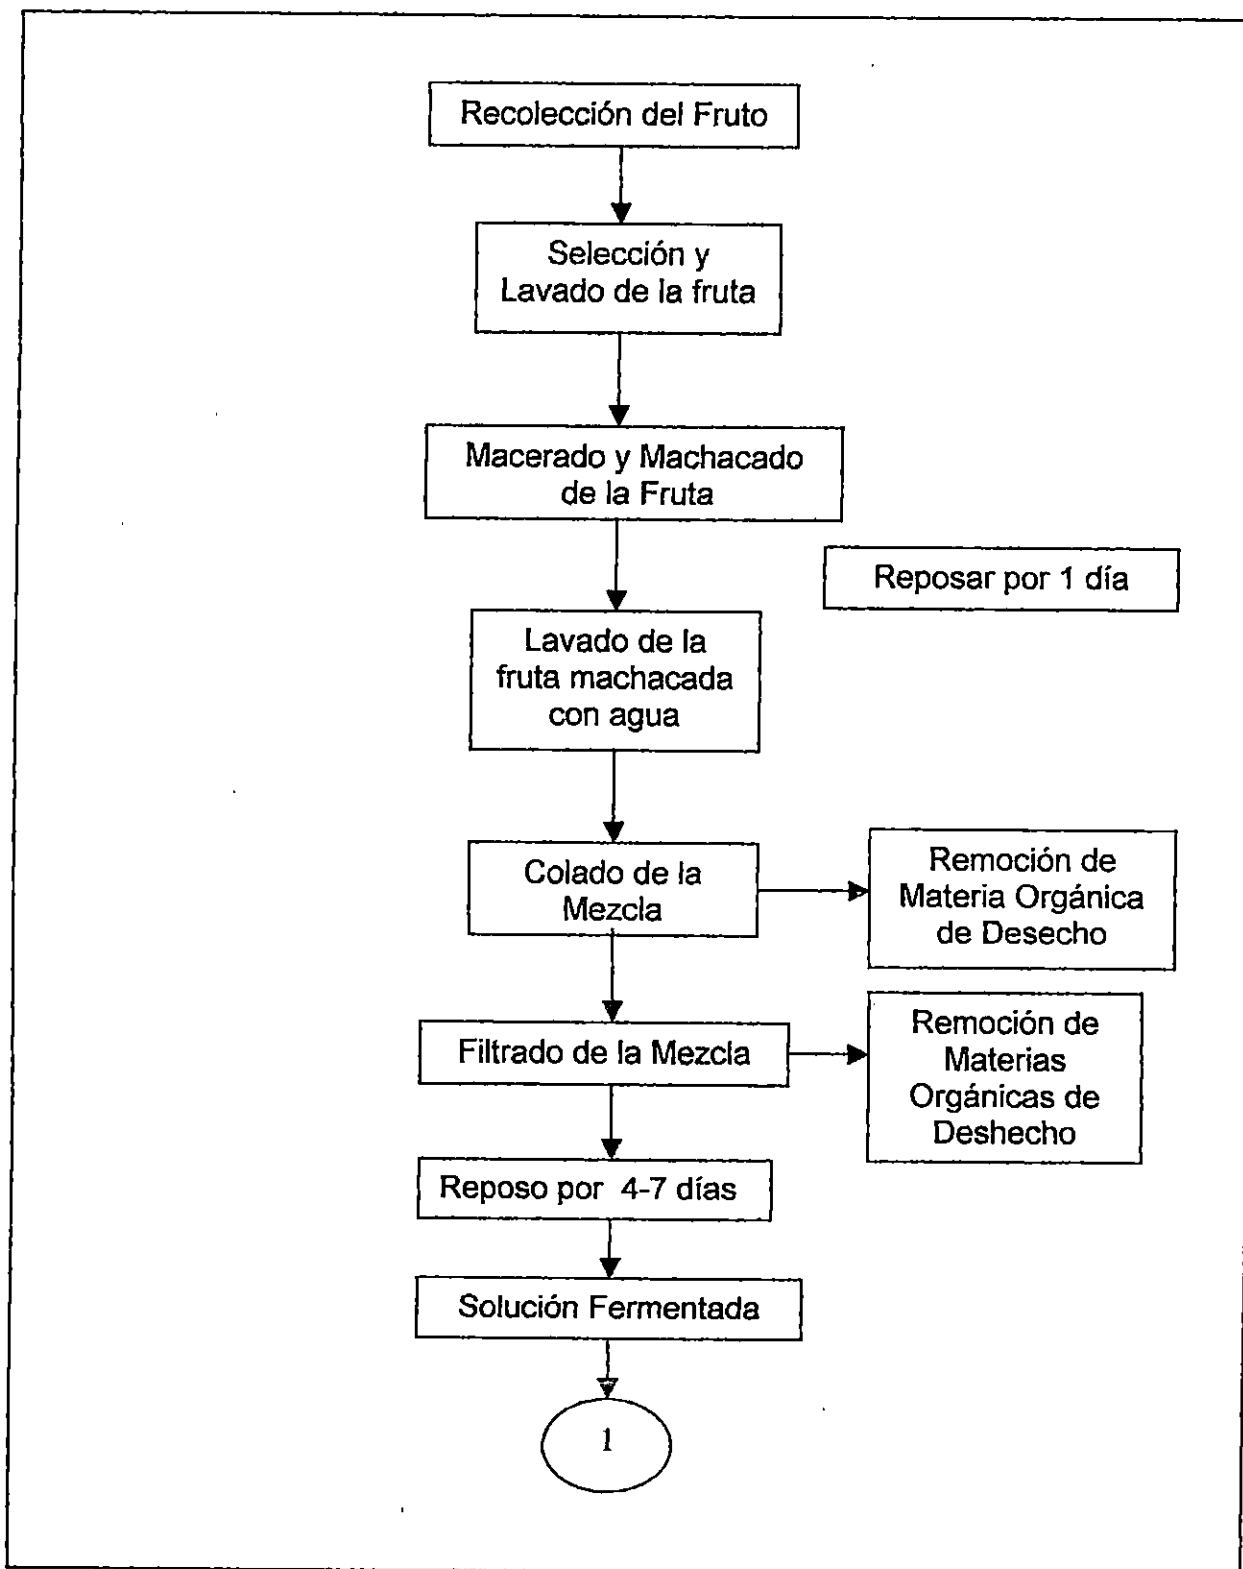 Recolección del Fruto
Selección y
Lavado de la fruta
Macerado y Machacado
de la Fruta
Reposar por 1 día
Lavado de la
fruta machacada
con agua
Colado de la
Mezcla
Remoción de
Materia Orgánica
de Desecho
Filtrado de la Mezcla
Remoción de
Materias
Orgánicas de
Deshecho
Reposo por 4-7 días
Solución Fermentada
1